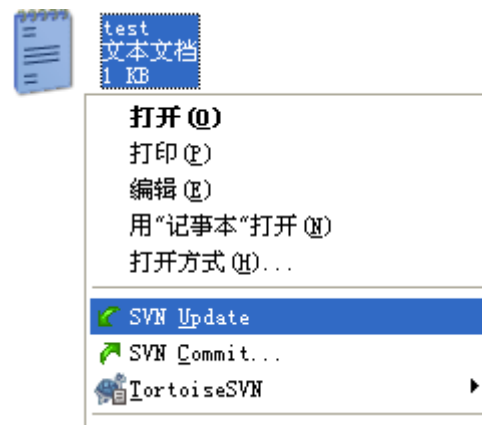 test
文本文档
1 KB
打开(O)
打印(P)
编辑(E)
用“记事本”打开(N)
打开方式(H)...
SVN Update
SVN Commit...
TortoiseSVN